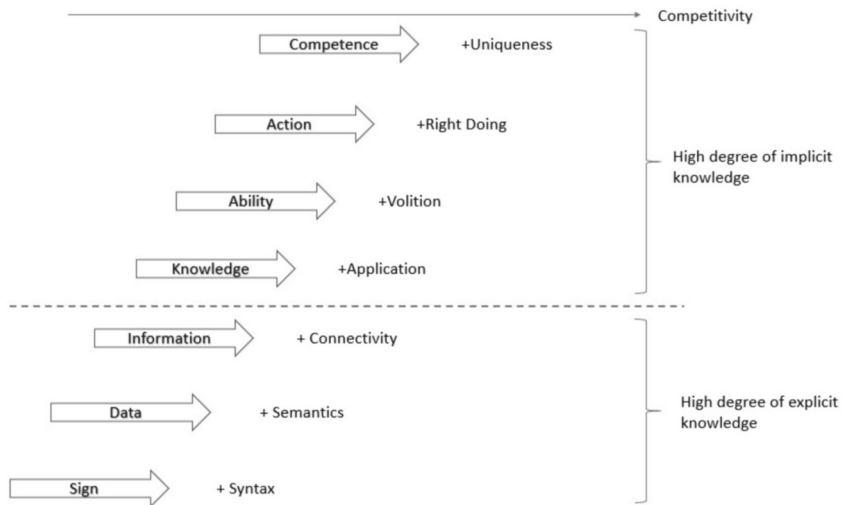 Competitivity
Competence +Uniqueness
Action +Right Doing
High degree of implicit
knowledge
Ability +Volition
Knowledge +Application
Information + Connectivity
High degree of explicit
knowledge
Data + Semantics
Sign + Syntax